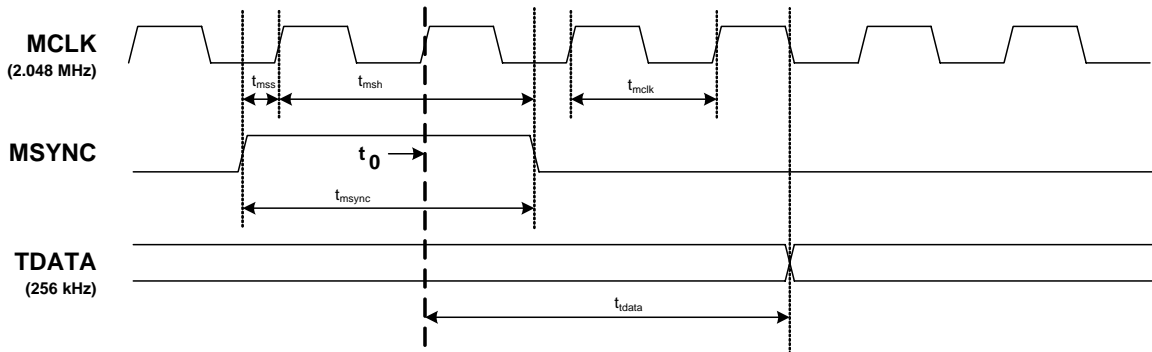 MCLK
(2.048 MHz)
tmss
tmsh
tmclk
MSYNC
t0
tmsync
TDATA
(256 kHz)
ttdata